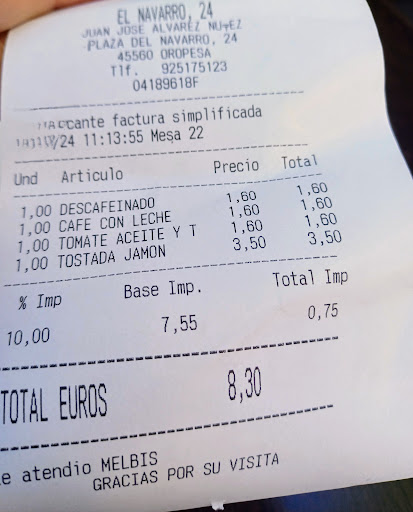 EL NAVARRO, 24
JUAN JOSE ALVAREZ NUÑEZ
PLAZA DEL NAVARRO, 24
45560 OROPESA
Tlf. 925175123
04189618F
cante factura simplificada
/24 11:13:55 Mesa 22
Und Articulo Precio Total
1,00 DESCAFEINADO 1,60 1,60
1,00 CAFE CON LECHE 1,60 1,60
1,00 TOMATE ACEITE Y T 1,60 1,60
1,00 TOSTADA JAMON 3,50 3,50
% Imp Base Imp. Total Imp
10,00 7,55 0,75
TOTAL EUROS 8,30
e atendio MELBIS
GRACIAS POR SU VISITA